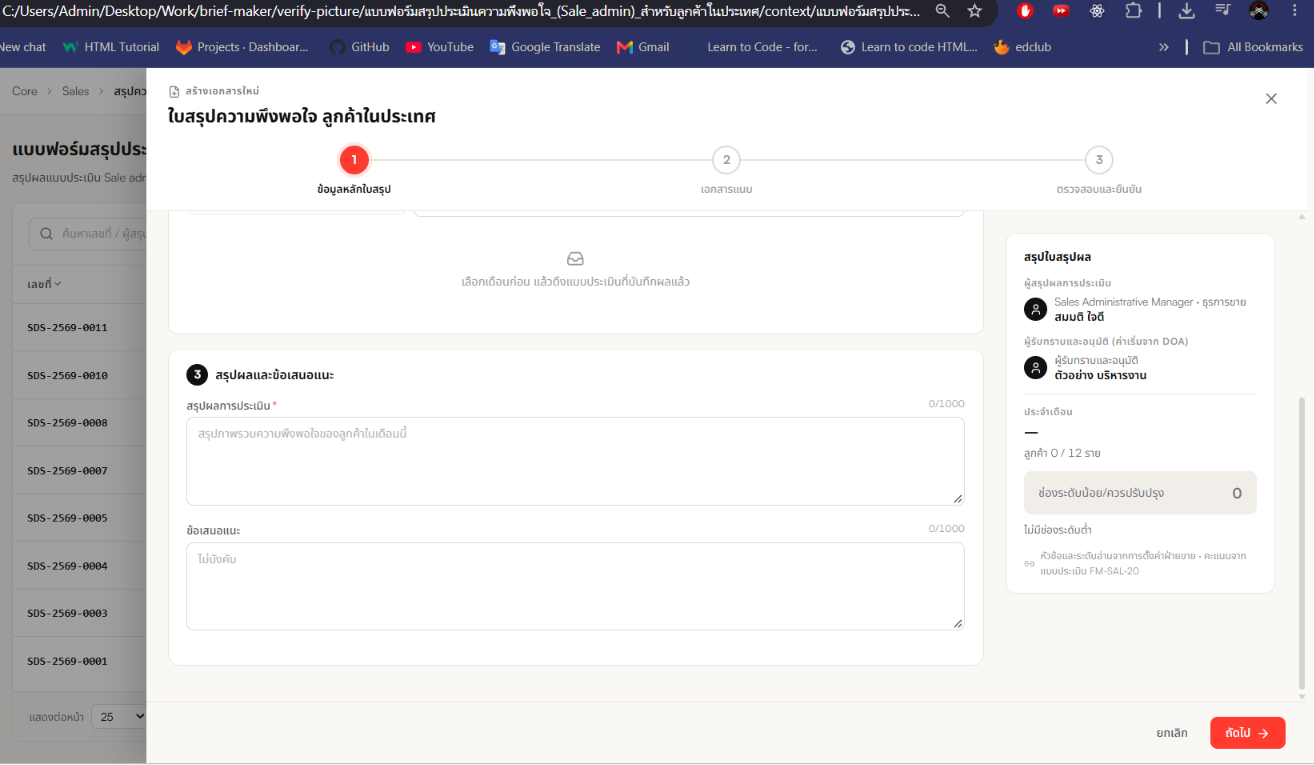 C:/Users/Admin/Desktop/Work/brief-maker/verify-picture/แบบฟอร์มสรุปประเมินความพึงพอใจ_(Sale_admin)_สำหรับลูกค้าในประเทศ/context/แบบฟอร์มสรุปประ...
New chat
HTML Tutorial
Projects · Dashboar...
GitHub
YouTube
Google Translate
Gmail
Learn to Code - for...
Learn to code HTML...
edclub
All Bookmarks
Core > Sales > สรุปคว
แบบฟอร์มสรุปประ
สรุปผลแบบประเมิน Sale adm
ค้นหาเลขที่ / ผู้สรุป
เลขที่
SDS-2569-0011
SDS-2569-0010
SDS-2569-0008
SDS-2569-0007
SDS-2569-0005
SDS-2569-0004
SDS-2569-0003
SDS-2569-0001
แสดงต่อหน้า 25
สร้างเอกสารใหม่
ใบสรุปความพึงพอใจ ลูกค้าในประเทศ
1
ข้อมูลหลักใบสรุป
2
เอกสารแนบ
3
ตรวจสอบและยืนยัน
เลือกเดือนก่อน แล้วดึงแบบประเมินที่บันทึกผลแล้ว
3 สรุปผลและข้อเสนอแนะ
สรุปผลการประเมิน* 0/1000
สรุปภาพรวมความพึงพอใจของลูกค้าในเดือนนี้
ข้อเสนอแนะ 0/1000
ไม่บังคับ
สรุปใบสรุปผล
ผู้สรุปผลการประเมิน
Sales Administrative Manager • ธุรการขาย
สมมติ ใจดี
ผู้รับทราบและอนุมัติ (ค่าเริ่มจาก DOA)
ผู้รับทราบและอนุมัติ
ตัวอย่าง บริหารงาน
ประจำเดือน
—
ลูกค้า 0 / 12 ราย
ช่องระดับน้อย/ควรปรับปรุง 0
ไม่มีช่องระดับต่ำ
หัวข้อและระดับอ่านจากการตั้งค่าฝ่ายขาย • คะแนนจาก
แบบประเมิน FM-SAL-20
ยกเลิก
ถัดไป →